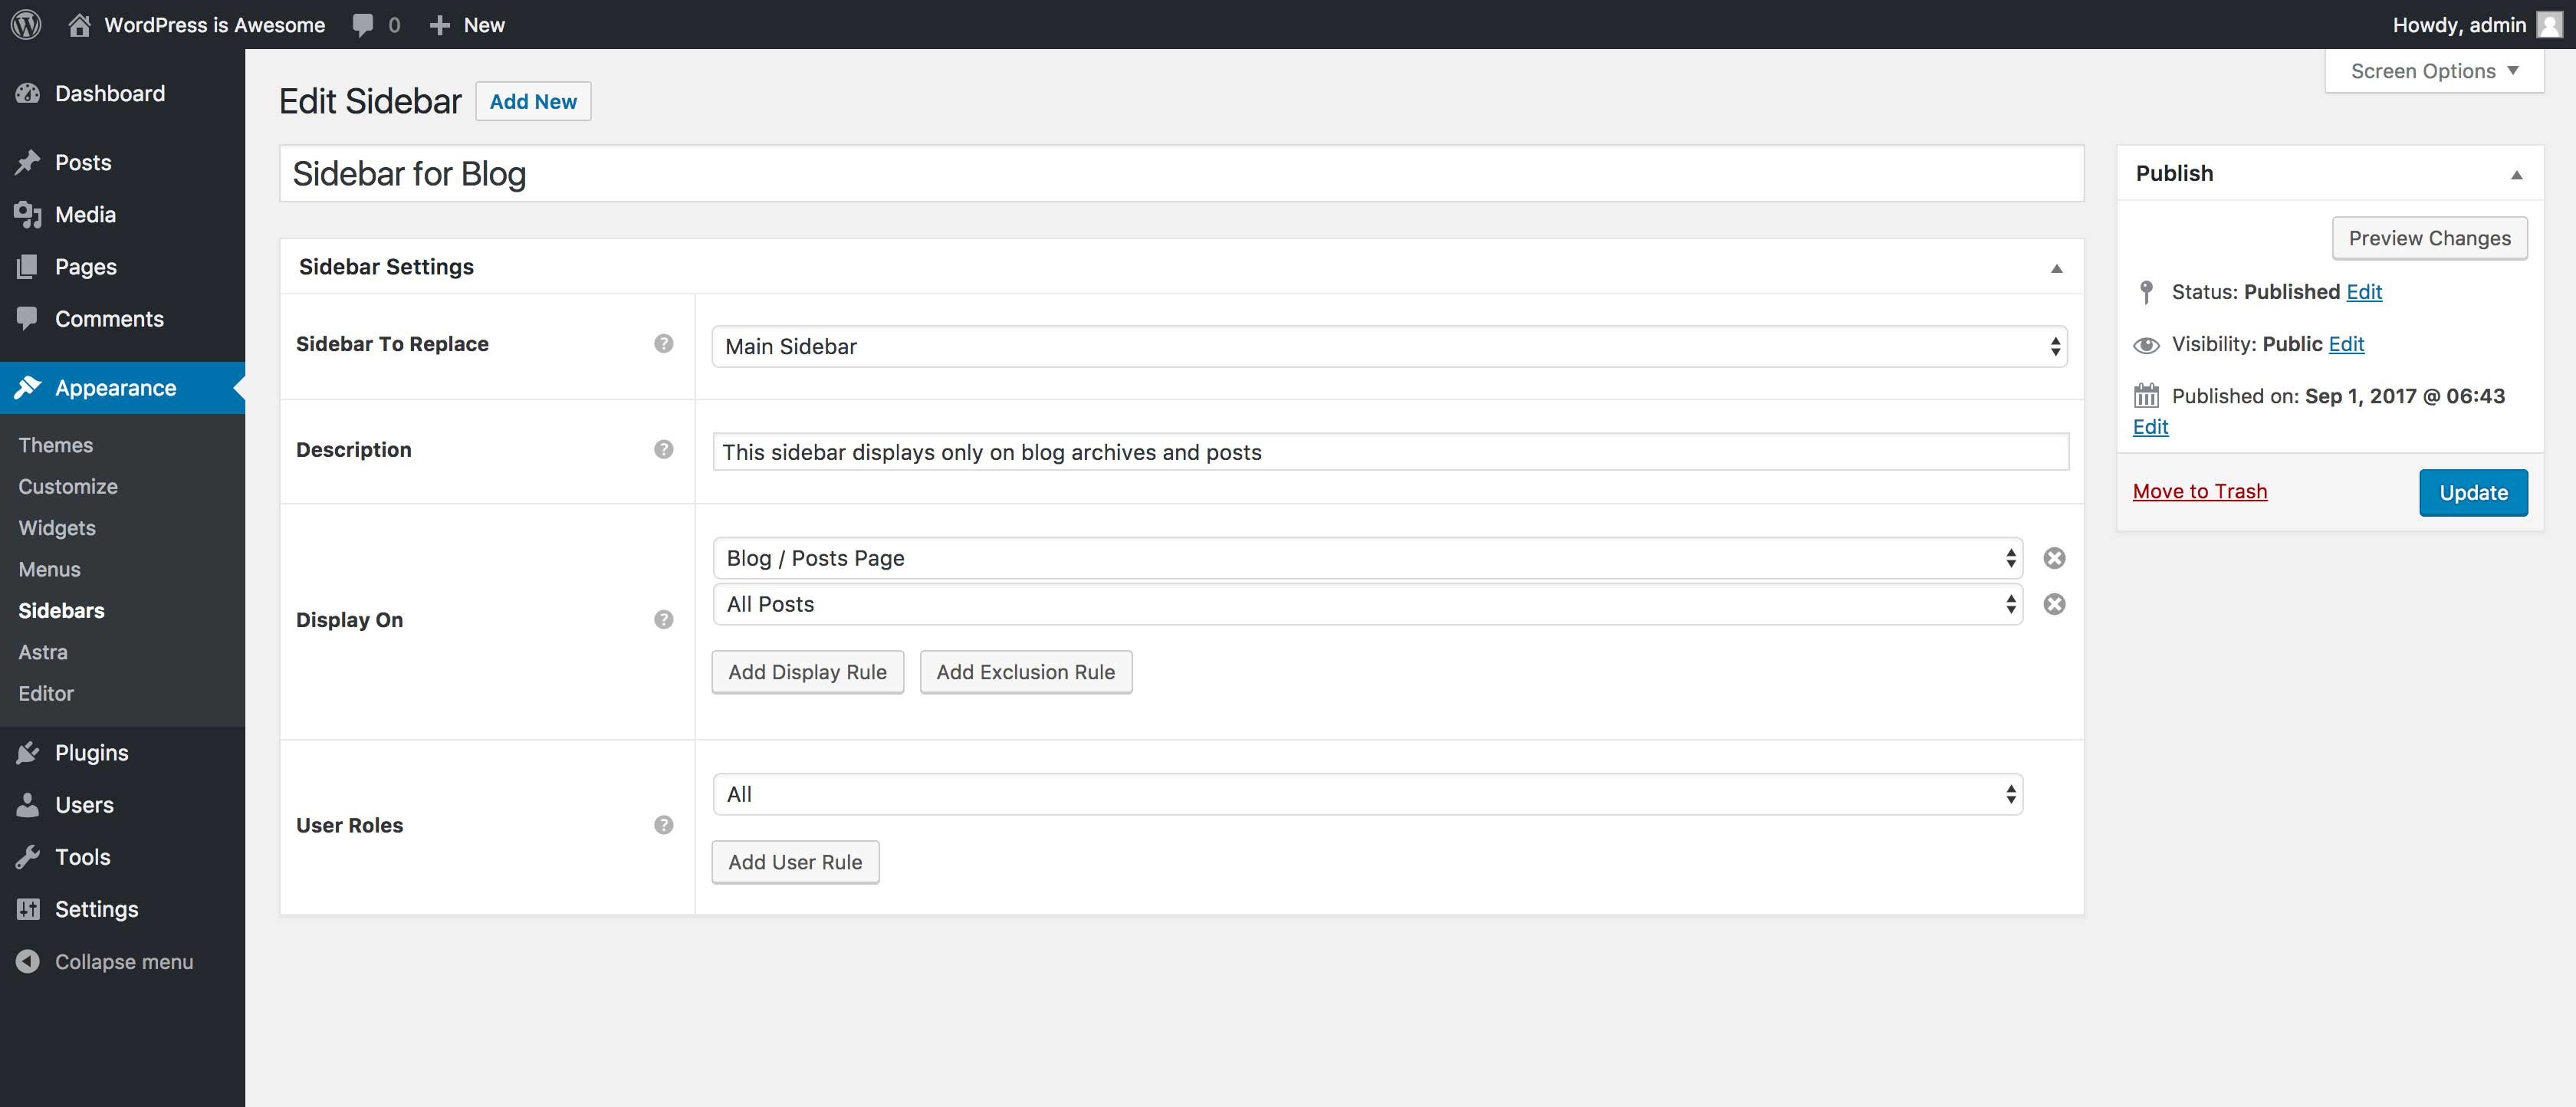 WordPress is Awesome 0 New Howdy, admin
Screen Options
Dashboard
Posts
Media
Pages
Comments
Appearance
Themes
Customize
Widgets
Menus
Sidebars
Astra
Editor
Plugins
Users
Tools
Settings
Collapse menu
Edit Sidebar Add New
Sidebar for Blog
Sidebar Settings
Sidebar To Replace ? Main Sidebar
Description ? This sidebar displays only on blog archives and posts
Display On ?
Blog / Posts Page
All Posts
Add Display Rule Add Exclusion Rule
User Roles ?
All
Add User Rule
Publish
Preview Changes
Status: Published Edit
Visibility: Public Edit
Published on: Sep 1, 2017 @ 06:43
Edit
Move to Trash Update